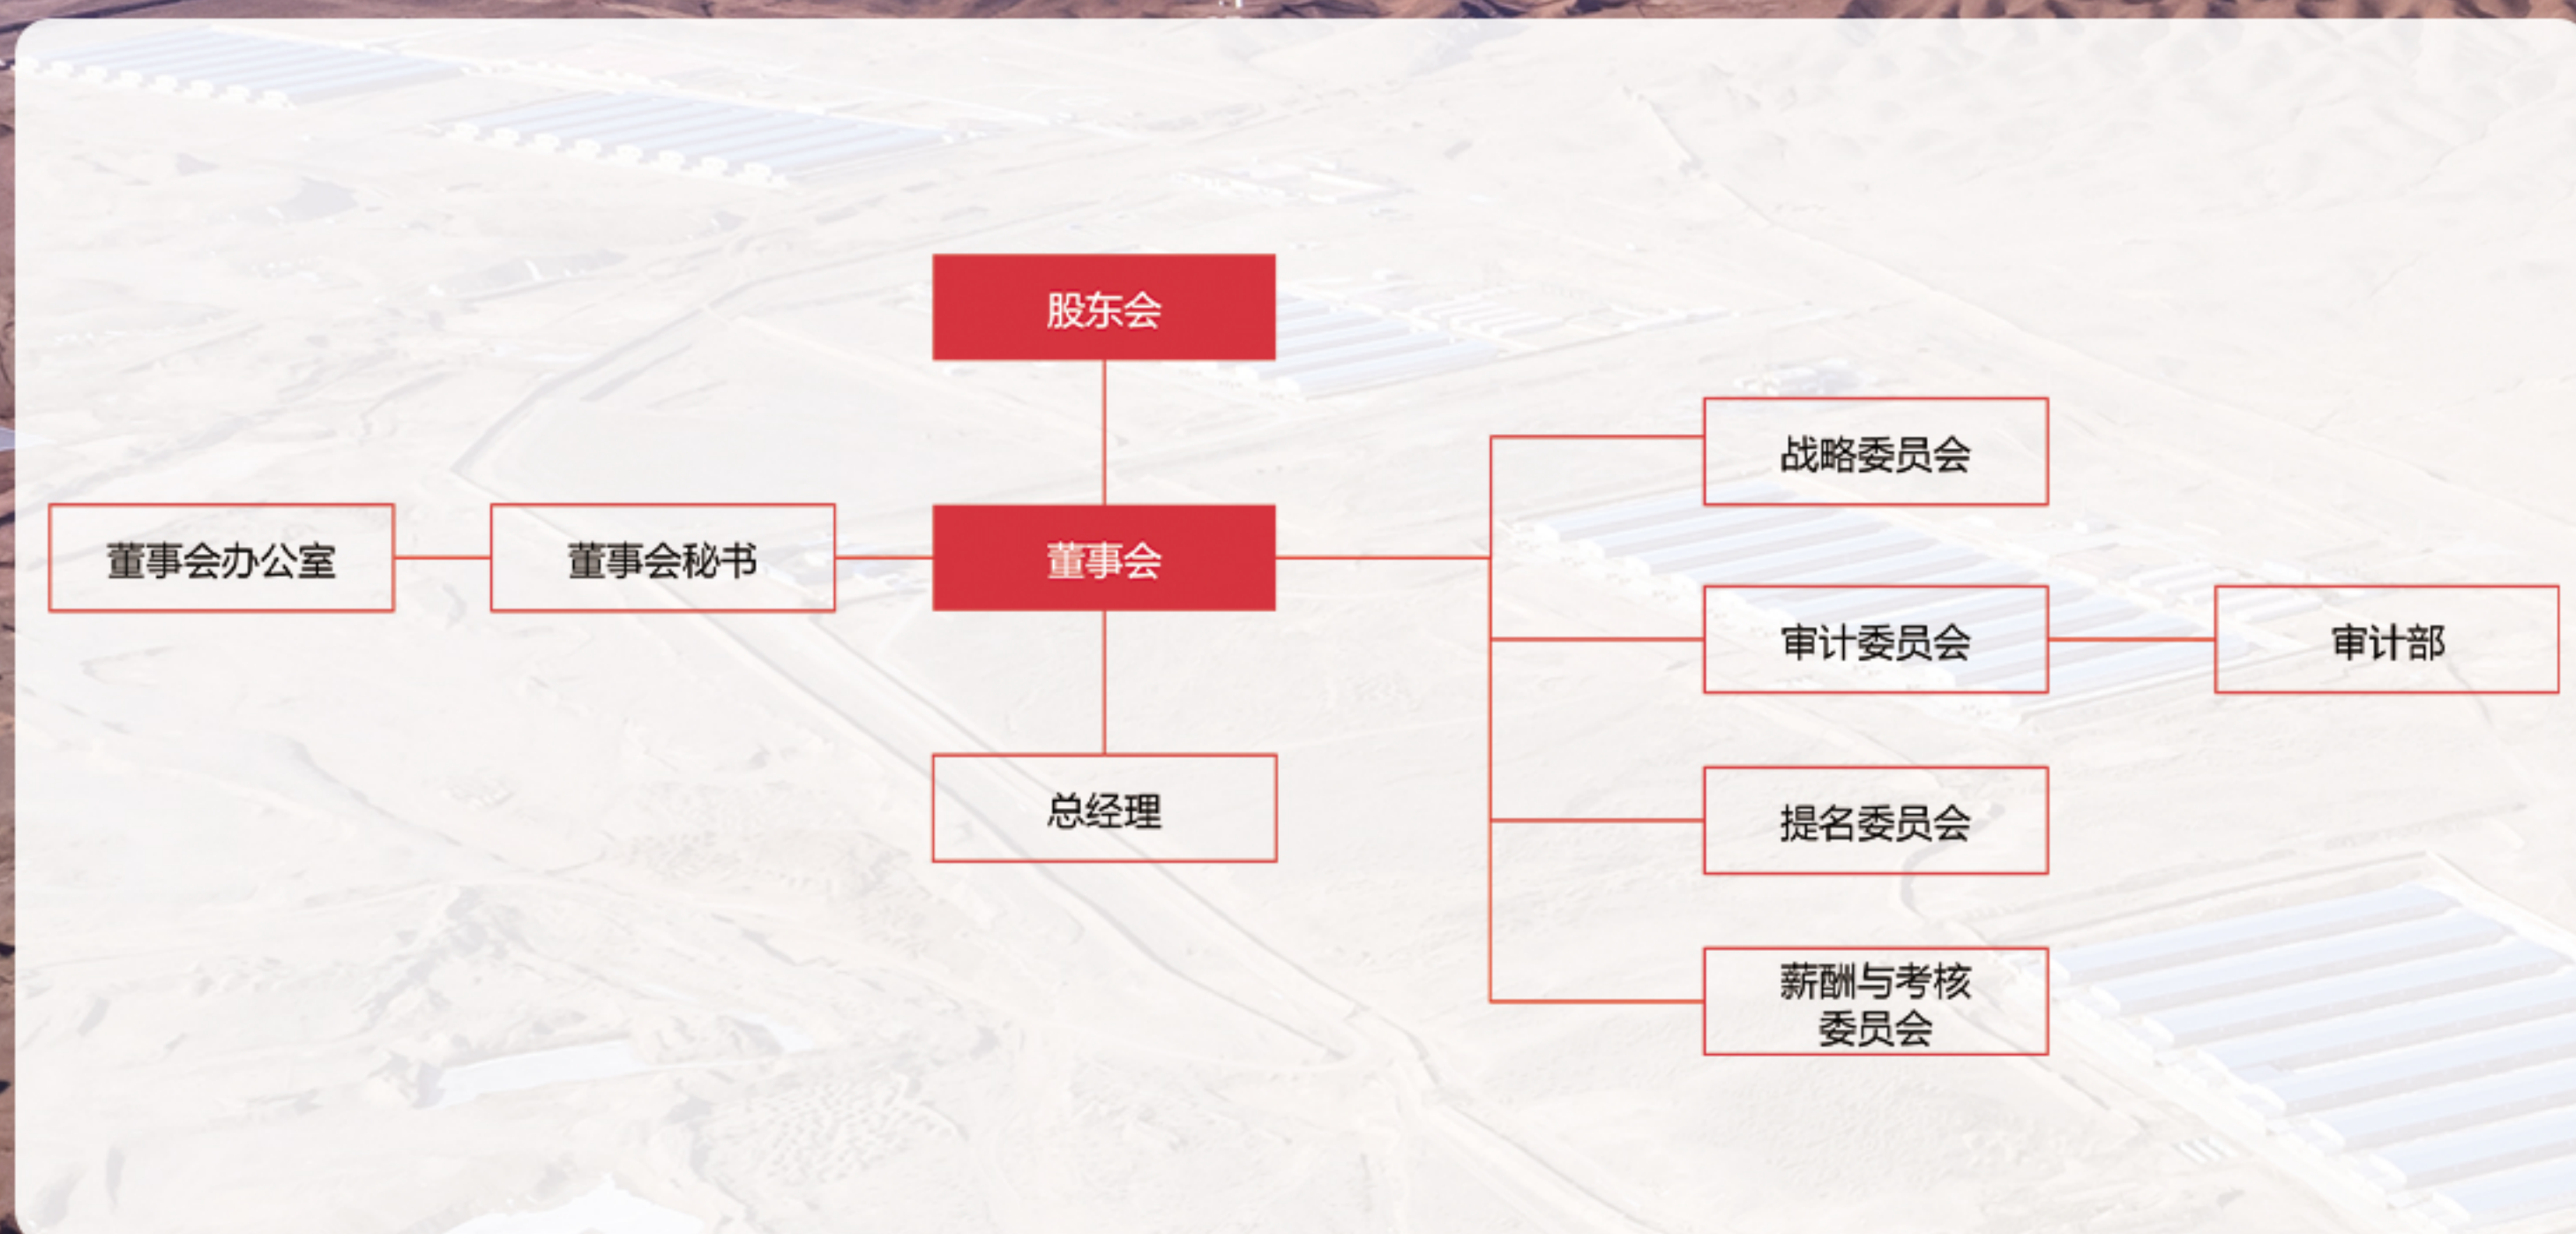 股东会
战略委员会
董事会办公室
董事会秘书
董事会
审计委员会
审计部
总经理
提名委员会
薪酬与考核
委员会